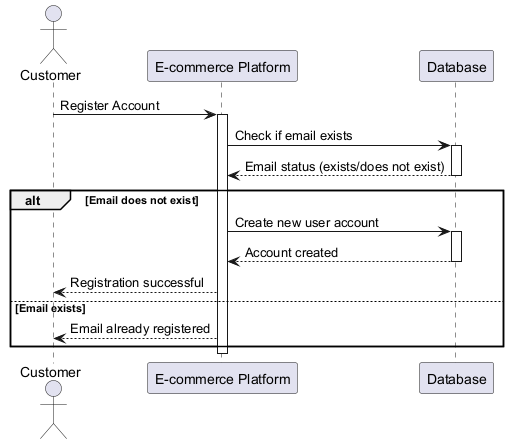 Customer
E-commerce Platform
Database
Register Account
Check if email exists
Email status (exists/does not exist)
alt
[Email does not exist]
Create new user account
Account created
Registration successful
[Email exists]
Email already registered
Customer
E-commerce Platform
Database